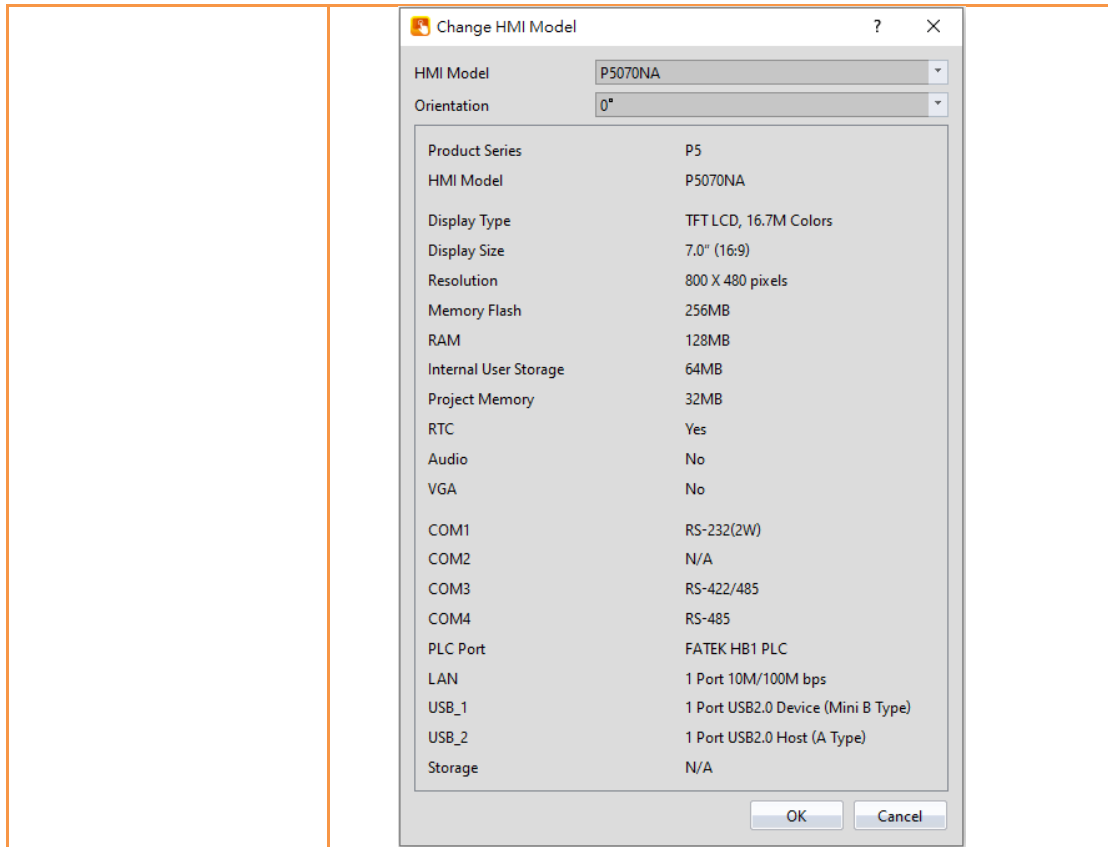 Change HMI Model ? ×
HMI Model P5070NA
Orientation 0°
Product Series P5
HMI Model P5070NA
Display Type TFT LCD, 16.7M Colors
Display Size 7.0" (16:9)
Resolution 800 X 480 pixels
Memory Flash 256MB
RAM 128MB
Internal User Storage 64MB
Project Memory 32MB
RTC Yes
Audio No
VGA No
COM1 RS-232(2W)
COM2 N/A
COM3 RS-422/485
COM4 RS-485
PLC Port FATEK HB1 PLC
LAN 1 Port 10M/100M bps
USB_1 1 Port USB2.0 Device (Mini B Type)
USB_2 1 Port USB2.0 Host (A Type)
Storage N/A
OK Cancel